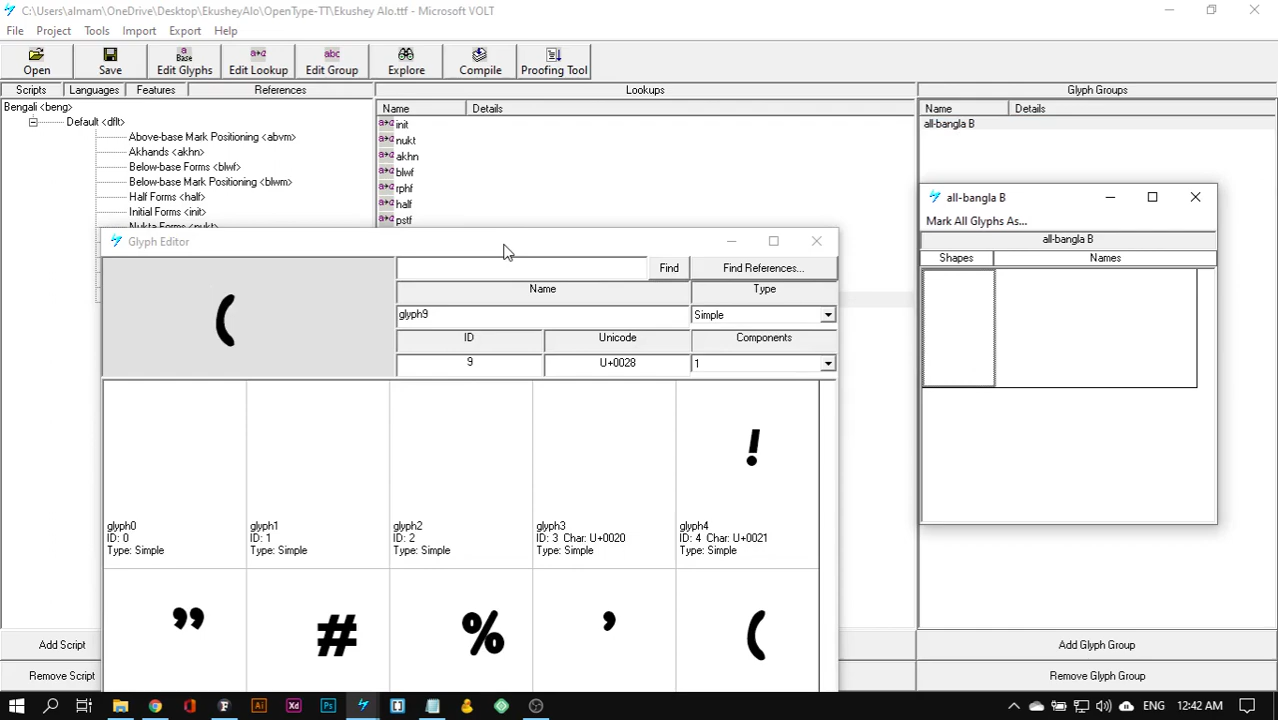 C:\Users\almam\OneDrive\Desktop\EkusheyAlo\OpenType-TT\Ekushey Alo.ttf - Microsoft VOLT
File Project Tools Import Export Help
a
Base
abc
Open Save Edit Glyphs Edit Lookup Edit Group Explore Compile Proofing Tool
Scripts Languages Features References Lookups Glyph Groups
Bengali <beng>
Default <dflt>
Above-base Mark Positioning <abvm>
Akhands <akhn>
Below-base Forms <blwf>
Below-base Mark Positioning <blwm>
Half Forms <half>
Initial Forms <init>
Name Details
init
nukt
akhn
blwf
rphf
half
pstf
Name Details
all-bangla B
Glyph Editor
(
Find Find References...
Name Type
glyph9 Simple
ID Unicode Components
9 U+0028 1
!
glyph0 glyph1 glyph2 glyph3 glyph4
ID: 0 ID: 1 ID: 2 ID: 3 Char: U+0020 ID: 4 Char: U+0021
Type: Simple Type: Simple Type: Simple Type: Simple Type: Simple
” # % ’ (
all-bangla B
Mark All Glyphs As...
all-bangla B
Shapes Names
Add Script Add Glyph Group
Remove Script Remove Glyph Group
F Ai Xd Ps ENG 12:42 AM